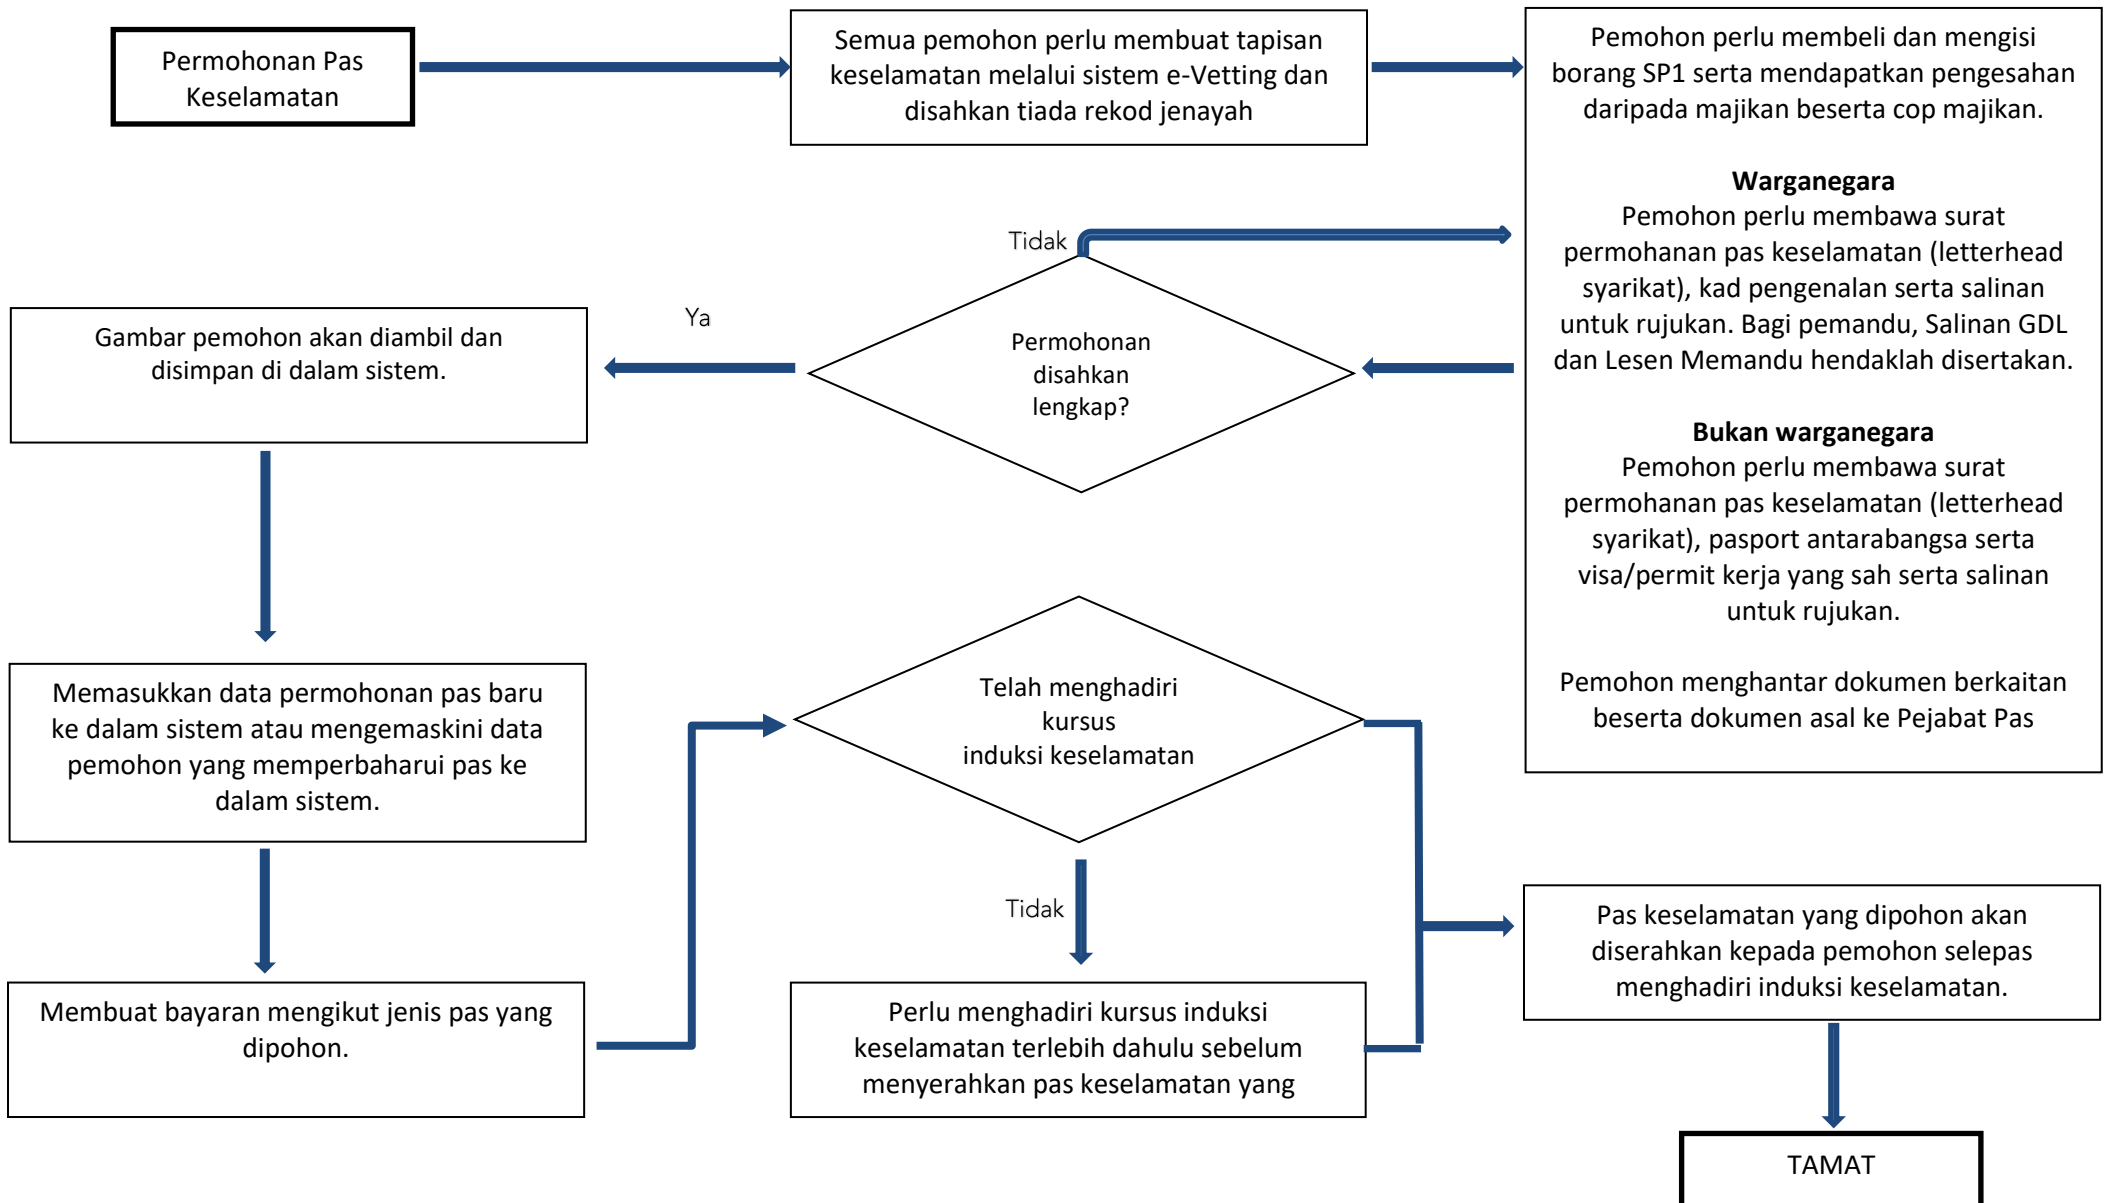 Permohonan Pas
Keselamatan
Semua pemohon perlu membuat tapisan
keselamatan melalui sistem e-Vetting dan
disahkan tiada rekod jenayah
Pemohon perlu membeli dan mengisi
borang SP1 serta mendapatkan pengesahan
daripada majikan beserta cop majikan.
Warganegara
Pemohon perlu membawa surat
permohanan pas keselamatan (letterhead
syarikat), kad pengenalan serta salinan
untuk rujukan. Bagi pemandu, Salinan GDL
dan Lesen Memandu hendaklah disertakan.
Bukan warganegara
Pemohon perlu membawa surat
permohanan pas keselamatan (letterhead
syarikat), pasport antarabangsa serta
visa/permit kerja yang sah serta salinan
untuk rujukan.
Pemohon menghantar dokumen berkaitan
beserta dokumen asal ke Pejabat Pas
Tidak
Permohonan
disahkan
lengkap?
Ya
Gambar pemohon akan diambil dan
disimpan di dalam sistem.
Memasukkan data permohonan pas baru
ke dalam sistem atau mengemaskini data
pemohon yang memperbaharui pas ke
dalam sistem.
Membuat bayaran mengikut jenis pas yang
dipohon.
Telah menghadiri
kursus
induksi keselamatan
Tidak
Perlu menghadiri kursus induksi
keselamatan terlebih dahulu sebelum
menyerahkan pas keselamatan yang
Pas keselamatan yang dipohon akan
diserahkan kepada pemohon selepas
menghadiri induksi keselamatan.
TAMAT